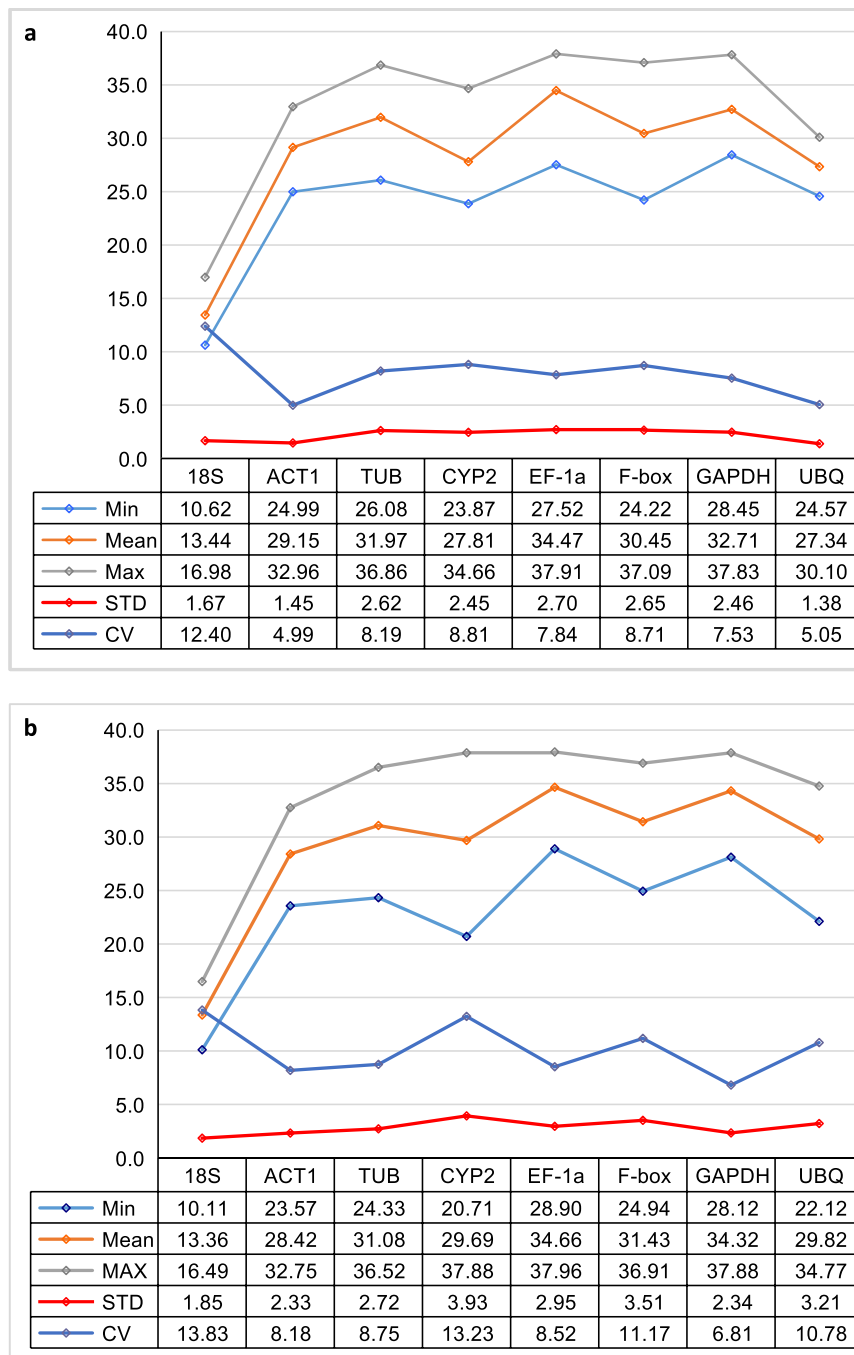 a
40.0
35.0
30.0
25.0
20.0
15.0
10.0
5.0
0.0
18S ACT1 TUB CYP2 EF-1a F-box GAPDH UBQ
Min 10.62 24.99 26.08 23.87 27.52 24.22 28.45 24.57
Mean 13.44 29.15 31.97 27.81 34.47 30.45 32.71 27.34
Max 16.98 32.96 36.86 34.66 37.91 37.09 37.83 30.10
STD 1.67 1.45 2.62 2.45 2.70 2.65 2.46 1.38
CV 12.40 4.99 8.19 8.81 7.84 8.71 7.53 5.05
b
40.0
35.0
30.0
25.0
20.0
15.0
10.0
5.0
0.0
18S ACT1 TUB CYP2 EF-1a F-box GAPDH UBQ
Min 10.11 23.57 24.33 20.71 28.90 24.94 28.12 22.12
Mean 13.36 28.42 31.08 29.69 34.66 31.43 34.32 29.82
MAX 16.49 32.75 36.52 37.88 37.96 36.91 37.88 34.77
STD 1.85 2.33 2.72 3.93 2.95 3.51 2.34 3.21
CV 13.83 8.18 8.75 13.23 8.52 11.17 6.81 10.78